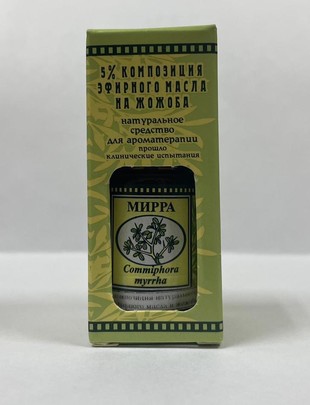 5% КОМПОЗИЦИЯ
ЭФИРНОГО МАСЛА
НА ЖОЖОБА
натуральное
средство
для ароматерапии
прошло
клинические испытания
МИРРА
Commiphora
myrrha